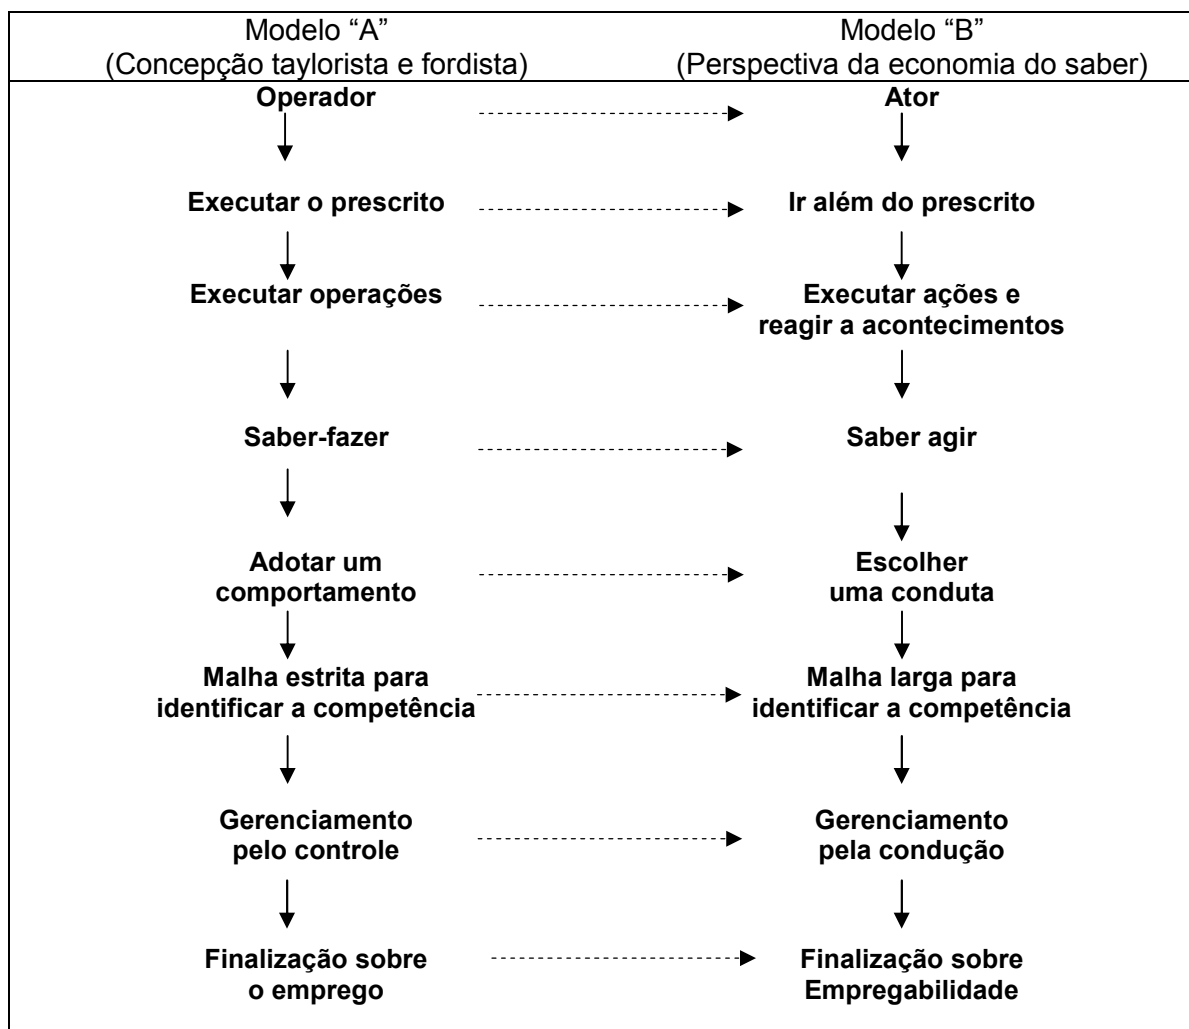 Modelo “A”
(Concepção taylorista e fordista)
Modelo “B”
(Perspectiva da economia do saber)
Operador
Ator
Executar o prescrito
Ir além do prescrito
Executar operações
Executar ações e
reagir a acontecimentos
Saber-fazer
Saber agir
Adotar um
comportamento
Escolher
uma conduta
Malha estrita para
identificar a competência
Malha larga para
identificar a competência
Gerenciamento
pelo controle
Gerenciamento
pela condução
Finalização sobre
o emprego
Finalização sobre
Empregabilidade